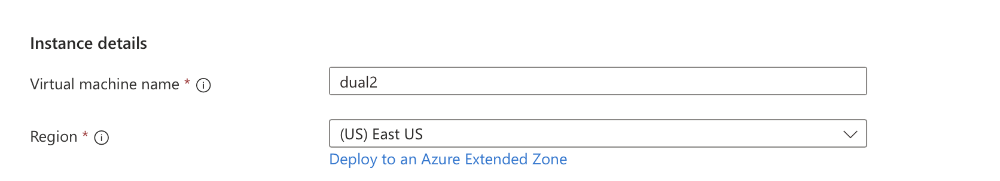 Instance details
Virtual machine name * dual2
Region * (US) East US
Deploy to an Azure Extended Zone